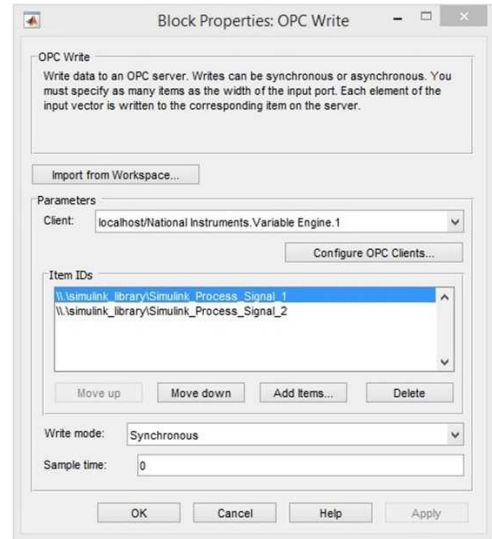 Block Properties: OPC Write
OPC Write
Write data to an OPC server. Writes can be synchronous or asynchronous. You
must specify as many items as the width of the input port. Each element of the
input vector is written to the corresponding item on the server.
Import from Workspace...
Parameters
Client: localhost/National Instruments.Variable Engine.1
Configure OPC Clients...
Item IDs
\\.\simulink_library\Simulink_Process_Signal_1
\\.\simulink_library\Simulink_Process_Signal_2
Move up Move down Add Items... Delete
Write mode: Synchronous
Sample time: 0
OK Cancel Help Apply